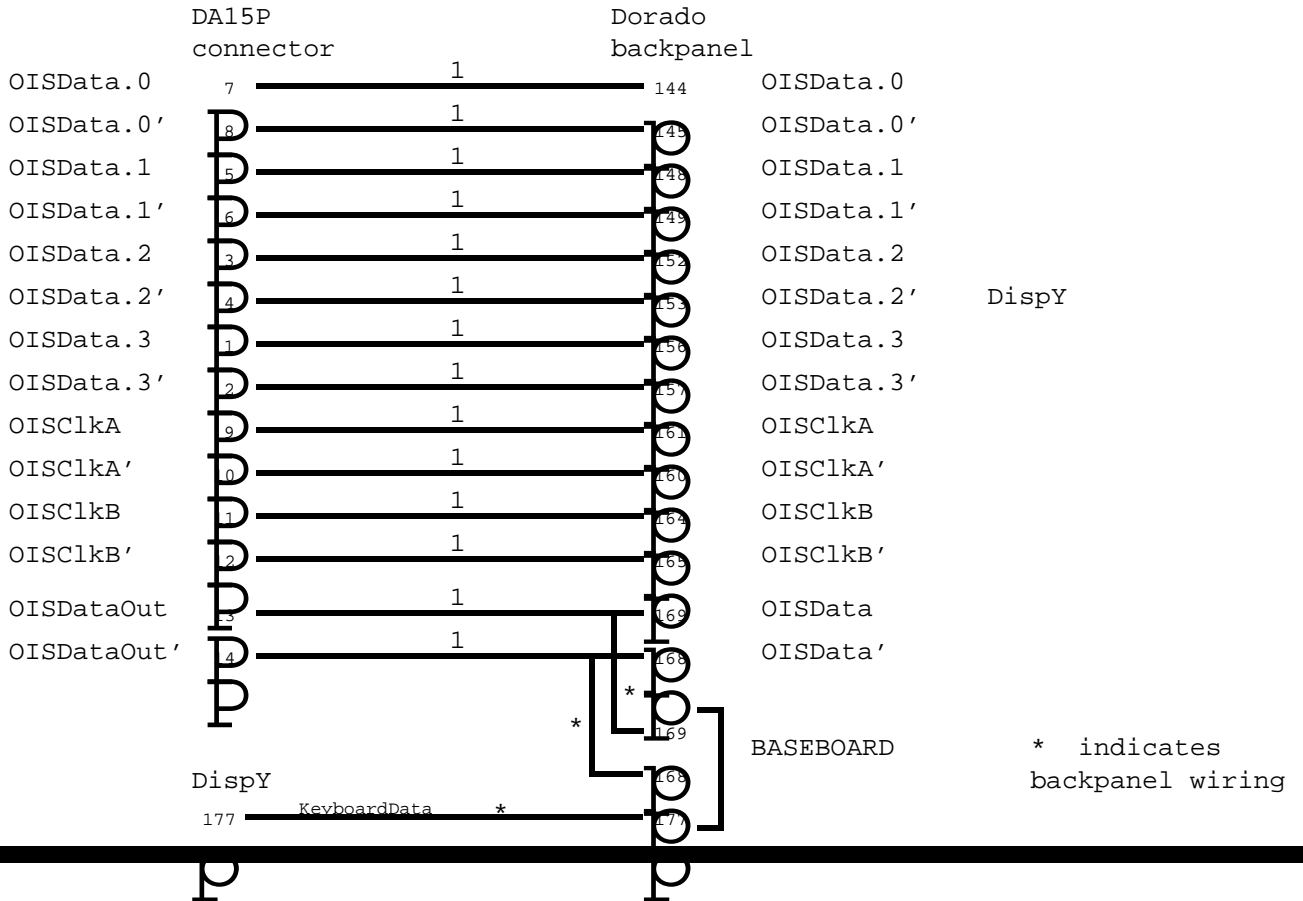 DA15P Dorado
connector backpanel
OISData.0 7 1 144 OISData.0
OISData.0’ 8 1 145 OISData.0’
OISData.1 5 1 148 OISData.1
OISData.1’ 6 1 149 OISData.1’
OISData.2 3 1 152 OISData.2
OISData.2’ 4 1 153 OISData.2’ DispY
OISData.3 1 1 156 OISData.3
OISData.3’ 2 1 157 OISData.3’
OISClkA 9 1 161 OISClkA
OISClkA’ 10 1 160 OISClkA’
OISClkB 11 1 164 OISClkB
OISClkB’ 12 1 165 OISClkB’
OISDataOut 13 1 169 OISData
OISDataOut’ 14 1 168 OISData’
*
*
169
BASEBOARD * indicates
DispY 168 backpanel wiring
177 KeyboardData * 177